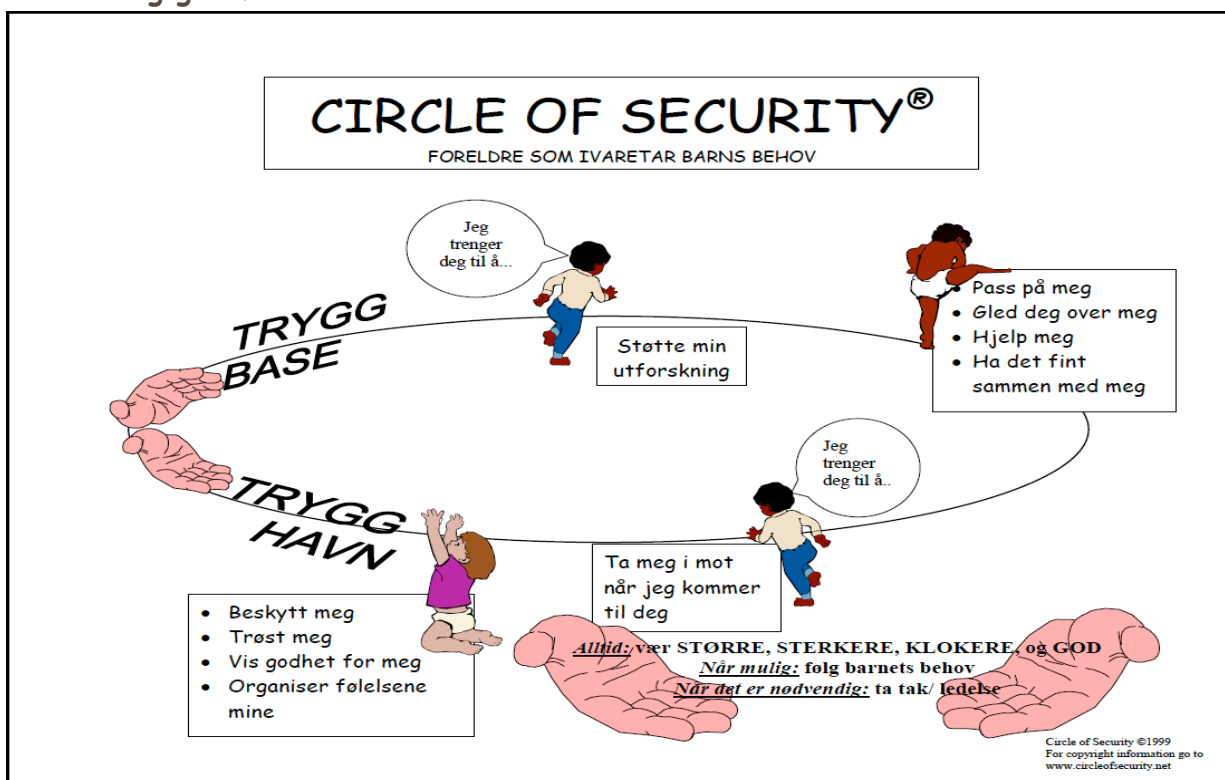 CIRCLE OF SECURITY®
FORELDRE SOM IVARETAR BARNS BEHOV
Jeg
trenger
deg til å...
TRYGG
BASE
Støtte min
utforskning
• Pass på meg
• Gled deg over meg
• Hjelp meg
• Ha det fint
sammen med meg
Jeg
trenger
deg til å..
TRYGG
HAVN
Ta meg i mot
når jeg kommer
til deg
• Beskytt meg
• Trøst meg
• Vis godhet for meg
• Organiser følelsene
mine
Alltid: vær STØRRE, STERKERE, KLOKERE, og GOD
Når mulig: følg barnets behov
Når det er nødvendig: ta tak/ ledelse
Circle of Security ©1999
For copyright information go to
www.circleofsecurity.net